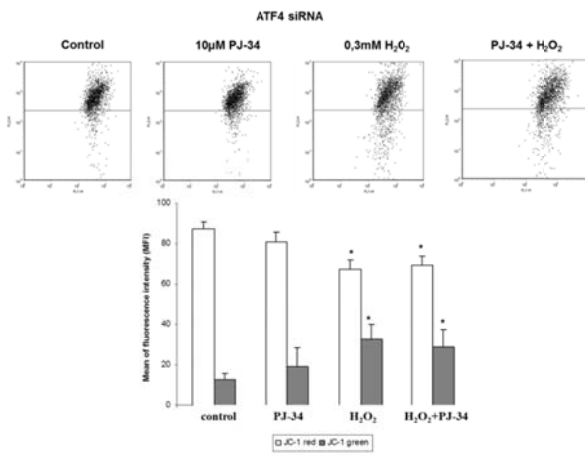 ATF4 siRNA
Control
10µM PJ-34
0,3mM H₂O₂
PJ-34 + H₂O₂
Mean of fluorescence intensity (MFI)
100
80
60
40
20
0
*
*
*
*
control
PJ-34
H₂O₂
H₂O₂+PJ-34
JC-1 red
JC-1 green